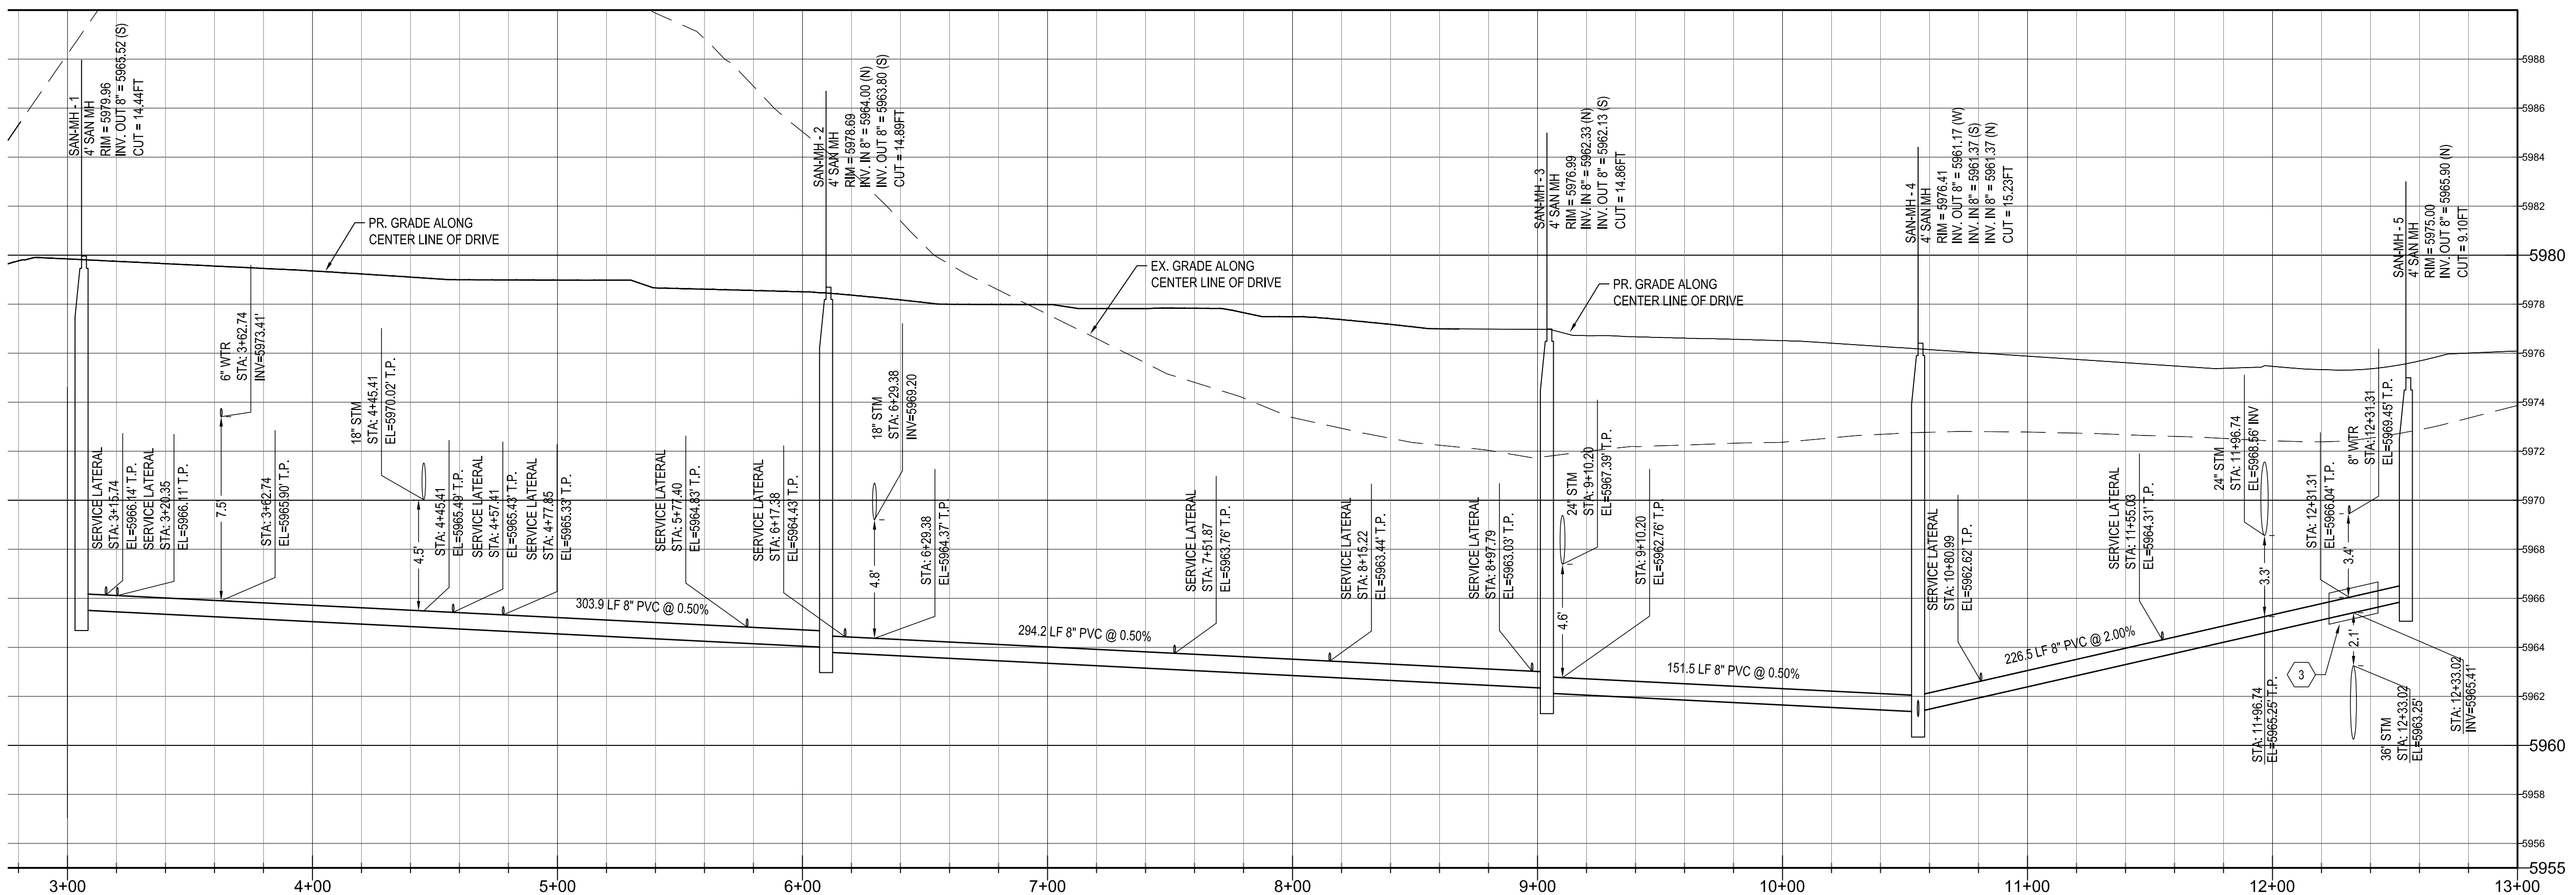 SAN-MH - 1
4' SAN MH
RIM = 5979.96
INV. OUT 8" = 5965.52 (S)
CUT = 14.44FT
SAN-MH - 2
4' SAN MH
RIM = 5978.69
INV. IN 8" = 5964.00 (N)
INV. OUT 8" = 5963.80 (S)
CUT = 14.89FT
SAN-MH - 3
4' SAN MH
RIM = 5976.99
INV. IN 8" = 5962.33 (N)
INV. OUT 8" = 5962.13 (S)
CUT = 14.86FT
SAN-MH - 4
4' SAN MH
RIM = 5976.41
INV. OUT 8" = 5961.17 (W)
INV. IN 8" = 5961.37 (S)
INV. IN 8" = 5961.37 (N)
CUT = 15.23FT
SAN-MH - 5
4' SAN MH
RIM = 5975.00
INV. OUT 8" = 5965.90 (N)
CUT = 9.10FT
PR. GRADE ALONG
CENTER LINE OF DRIVE
EX. GRADE ALONG
CENTER LINE OF DRIVE
PR. GRADE ALONG
CENTER LINE OF DRIVE
SERVICE LATERAL
STA: 3+15.74
EL=5966.14' T.P.
SERVICE LATERAL
STA: 3+20.35
EL=5966.11' T.P.
6" WTR
STA: 3+62.74
INV=5973.41'
7.5'
STA: 3+62.74
EL=5965.90' T.P.
18" STM
STA: 4+45.41
EL=5970.02' T.P.
4.5'
STA: 4+45.41
EL=5965.49' T.P.
SERVICE LATERAL
STA: 4+57.41
EL=5965.43' T.P.
SERVICE LATERAL
STA: 4+77.85
EL=5965.33' T.P.
303.9 LF 8" PVC @ 0.50%
SERVICE LATERAL
STA: 5+77.40
EL=5964.83' T.P.
SERVICE LATERAL
STA: 6+17.38
EL=5964.43' T.P.
18" STM
STA: 6+29.38
INV=5969.20
4.8'
STA: 6+29.38
EL=5964.37' T.P.
294.2 LF 8" PVC @ 0.50%
SERVICE LATERAL
STA: 7+51.87
EL=5963.76' T.P.
SERVICE LATERAL
STA: 8+15.22
EL=5963.44' T.P.
SERVICE LATERAL
STA: 8+97.79
EL=5963.03' T.P.
24" STM
STA: 9+10.20
EL=5967.39' T.P.
4.6'
STA: 9+10.20
EL=5962.76' T.P.
151.5 LF 8" PVC @ 0.50%
SERVICE LATERAL
STA: 10+80.99
EL=5962.62' T.P.
SERVICE LATERAL
STA: 11+55.03
EL=5964.31' T.P.
226.5 LF 8" PVC @ 2.00%
24" STM
STA: 11+96.74
EL=5968.56' INV
3.3'
STA: 11+96.74
EL=5965.25' T.P.
STA: 12+31.31
EL=5966.04' T.P.
8" WTR
STA: 12+31.31
EL=5969.45' T.P.
3.4'
3
2.1'
36" STM
STA: 12+33.02
EL=5963.25'
STA: 12+33.02
INV=5965.41'
5988
5986
5984
5982
5980
5978
5976
5974
5972
5970
5968
5966
5964
5962
5960
5958
5956
5955
3+00
4+00
5+00
6+00
7+00
8+00
9+00
10+00
11+00
12+00
13+00